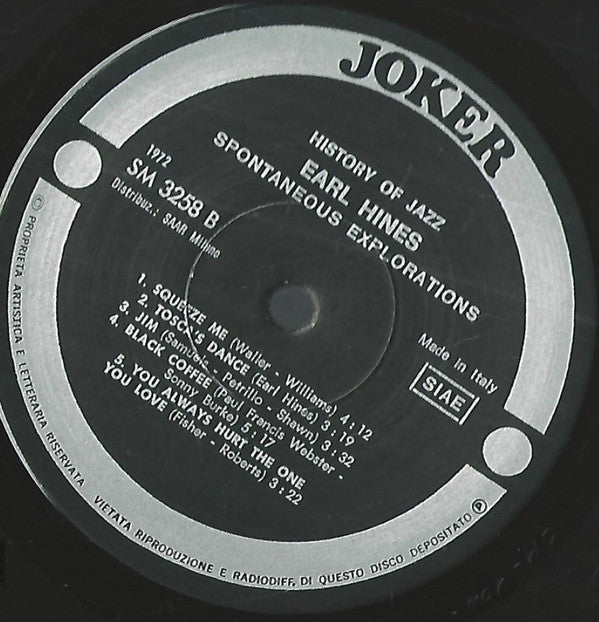 JOKER
HISTORY OF JAZZ
EARL HINES
SPONTANEOUS EXPLORATIONS
1972
SM 3258 B
Distribuz.: SAAR Milano
Made in Italy
SIAE
1. SQUEEZE ME (Waller - Williams) 4:12
2. TOSCA'S DANCE (Earl Hines) 3:19
3. JIM (Samuels - Petrillo - Shawn) 3:32
4. BLACK COFFEE (Paul Francis Webster -
Sonny Burke) 5:17
5. YOU ALWAYS HURT THE ONE
YOU LOVE (Fisher - Roberts) 3:22
© PROPRIETÀ ARTISTICA E LETTERARIA RISERVATA VIETATA RIPRODUZIONE E RADIODIFF. DI QUESTO DISCO DEPOSITATO ℗